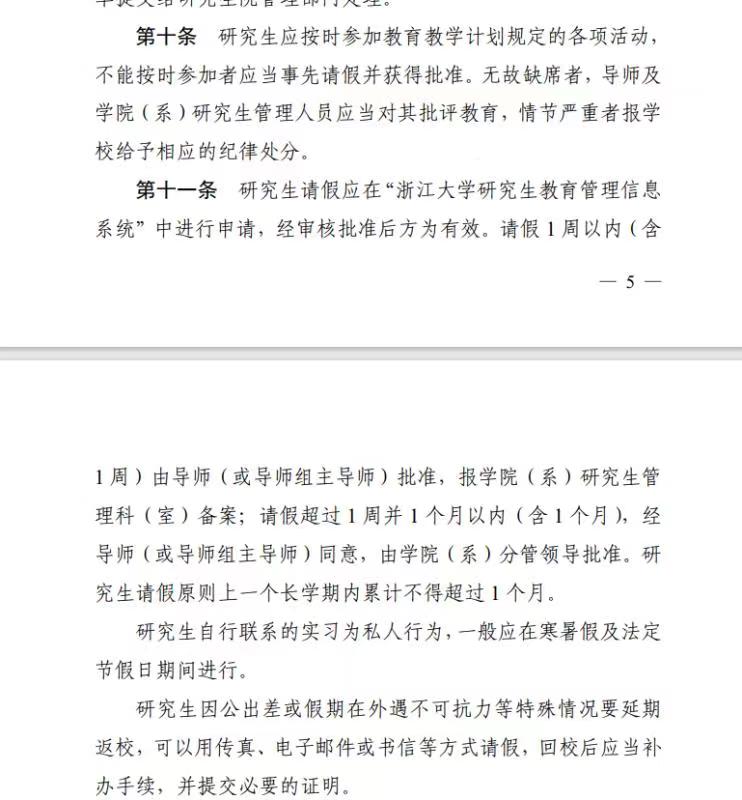 年提交给研究生院管理部门处理。
第十条 研究生应按时参加教育教学计划规定的各项活动，
不能按时参加者应当事先请假并获得批准。无故缺席者，导师及
学院（系）研究生管理人员应当对其批评教育，情节严重者报学
校给予相应的纪律处分。
第十一条 研究生请假应在“浙江大学研究生教育管理信息
系统”中进行申请，经审核批准后方为有效。请假 1 周以内（含
— 5 —
1 周）由导师（或导师组主导师）批准，报学院（系）研究生管
理科（室）备案；请假超过 1 周并 1 个月以内（含 1 个月），经
导师（或导师组主导师）同意，由学院（系）分管领导批准。研
究生请假原则上一个长学期内累计不得超过 1 个月。
研究生自行联系的实习为私人行为，一般应在寒暑假及法定
节假日期间进行。
研究生因公出差或假期在外遇不可抗力等特殊情况要延期
返校，可以用传真、电子邮件或书信等方式请假，回校后应当补
办手续，并提交必要的证明。